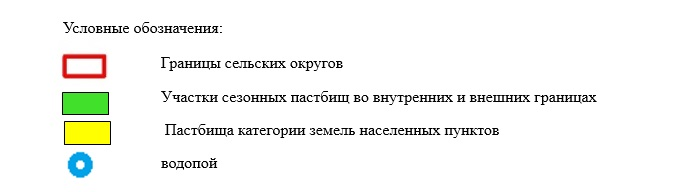 Условные обозначения:
Границы сельских округов
Участки сезонных пастбищ во внутренних и внешних границах
Пастбища категории земель населенных пунктов
водопой